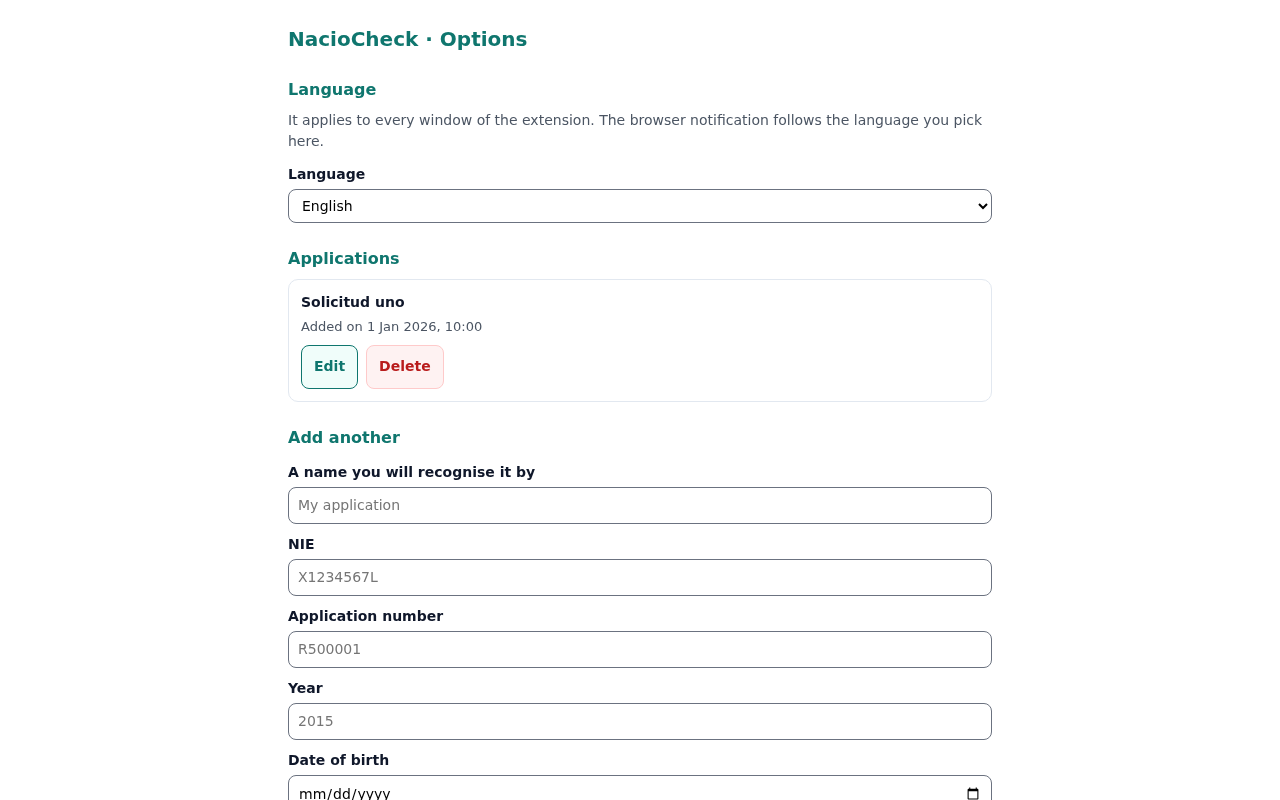 NacioCheck · Options
Language
It applies to every window of the extension. The browser notification follows the language you pick
here.
Language
English
Applications
Solicitud uno
Added on 1 Jan 2026, 10:00
Edit
Delete
Add another
A name you will recognise it by
My application
NIE
X1234567L
Application number
R500001
Year
2015
Date of birth
mm/dd/yyyy